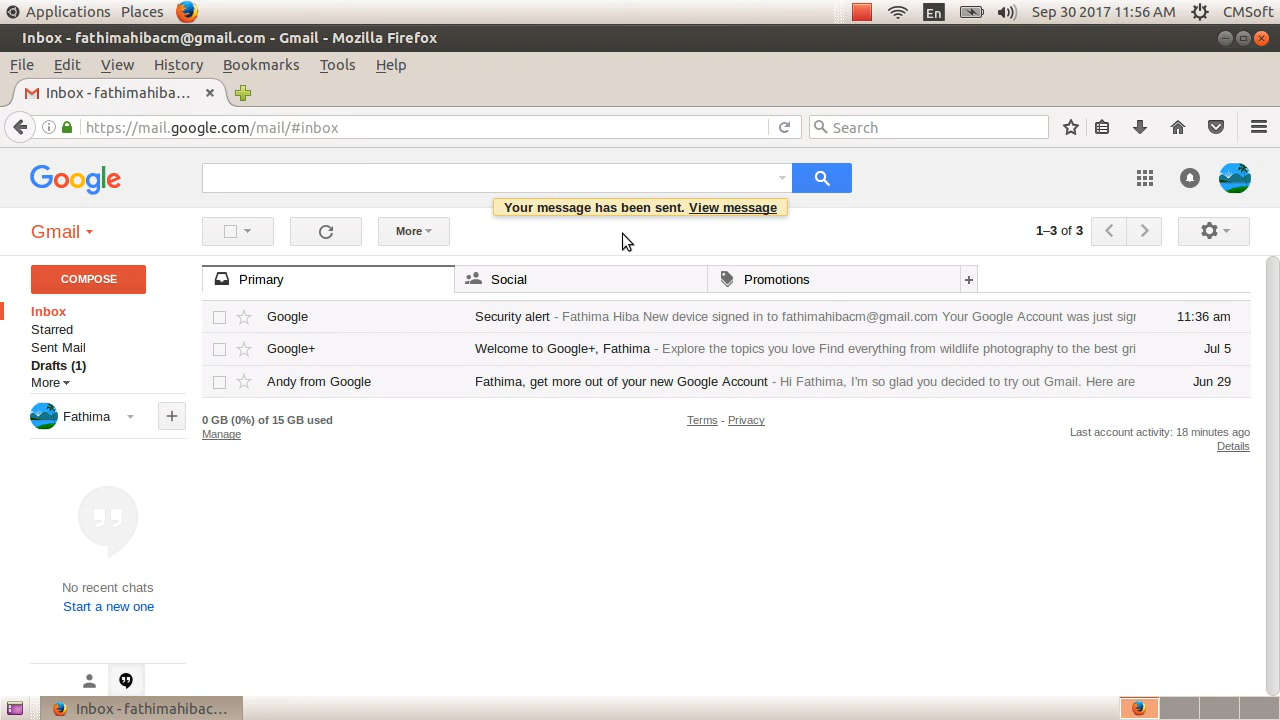 Applications Places En Sep 30 2017 11:56 AM CMSoft
Inbox - fathimahibacm@gmail.com - Gmail - Mozilla Firefox
File Edit View History Bookmarks Tools Help
Inbox - fathimahiba...
https://mail.google.com/mail/#inbox Search
Google
Your message has been sent. View message
Gmail More 1–3 of 3
COMPOSE Primary Social Promotions
Inbox
Google Security alert - Fathima Hiba New device signed in to fathimahibacm@gmail.com Your Google Account was just sign 11:36 am
Starred
Sent Mail Google+ Welcome to Google+, Fathima - Explore the topics you love Find everything from wildlife photography to the best gri Jul 5
Drafts (1)
More Andy from Google Fathima, get more out of your new Google Account - Hi Fathima, I'm so glad you decided to try out Gmail. Here are Jun 29
Fathima 0 GB (0%) of 15 GB used Terms - Privacy
Manage Last account activity: 18 minutes ago
Details
No recent chats
Start a new one
Inbox - fathimahibac...